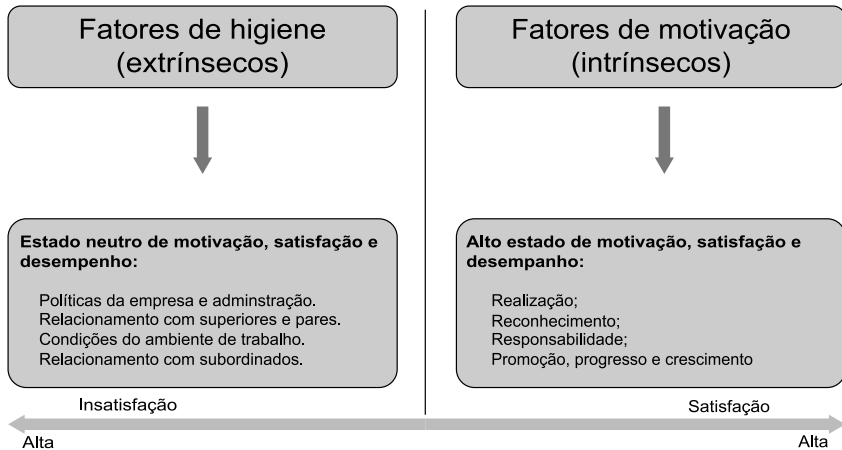 Fatores de higiene
(extrínsecos)
Estado neutro de motivação, satisfação e
desempenho:
Políticas da empresa e adminstração.
Relacionamento com superiores e pares.
Condições do ambiente de trabalho.
Relacionamento com subordinados.
Fatores de motivação
(intrínsecos)
Alto estado de motivação, satisfação e
desempanho:
Realização;
Reconhecimento;
Responsabilidade;
Promoção, progresso e crescimento
Insatisfação
Satisfação
Alta
Alta